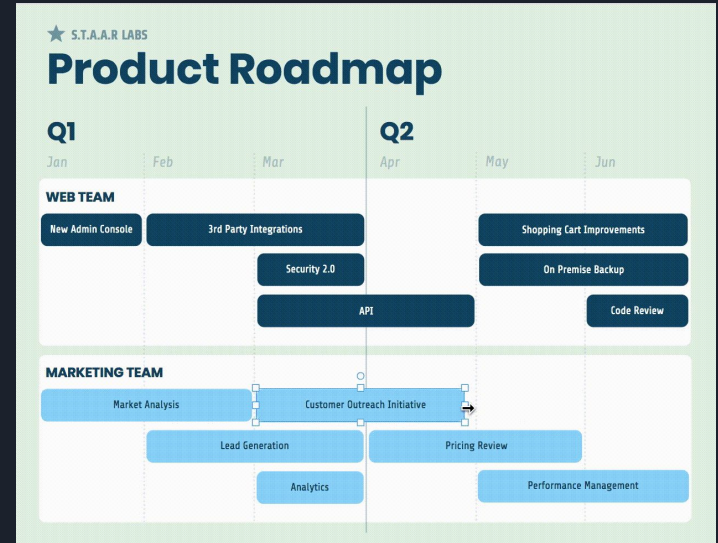 S.T.A.A.R LABS
Product Roadmap
Q1 Q2
Jan Feb Mar Apr May Jun
WEB TEAM
New Admin Console 3rd Party Integrations Shopping Cart Improvements
Security 2.0 On Premise Backup
API Code Review
MARKETING TEAM
Market Analysis Customer Outreach Initiative
Lead Generation Pricing Review
Analytics Performance Management